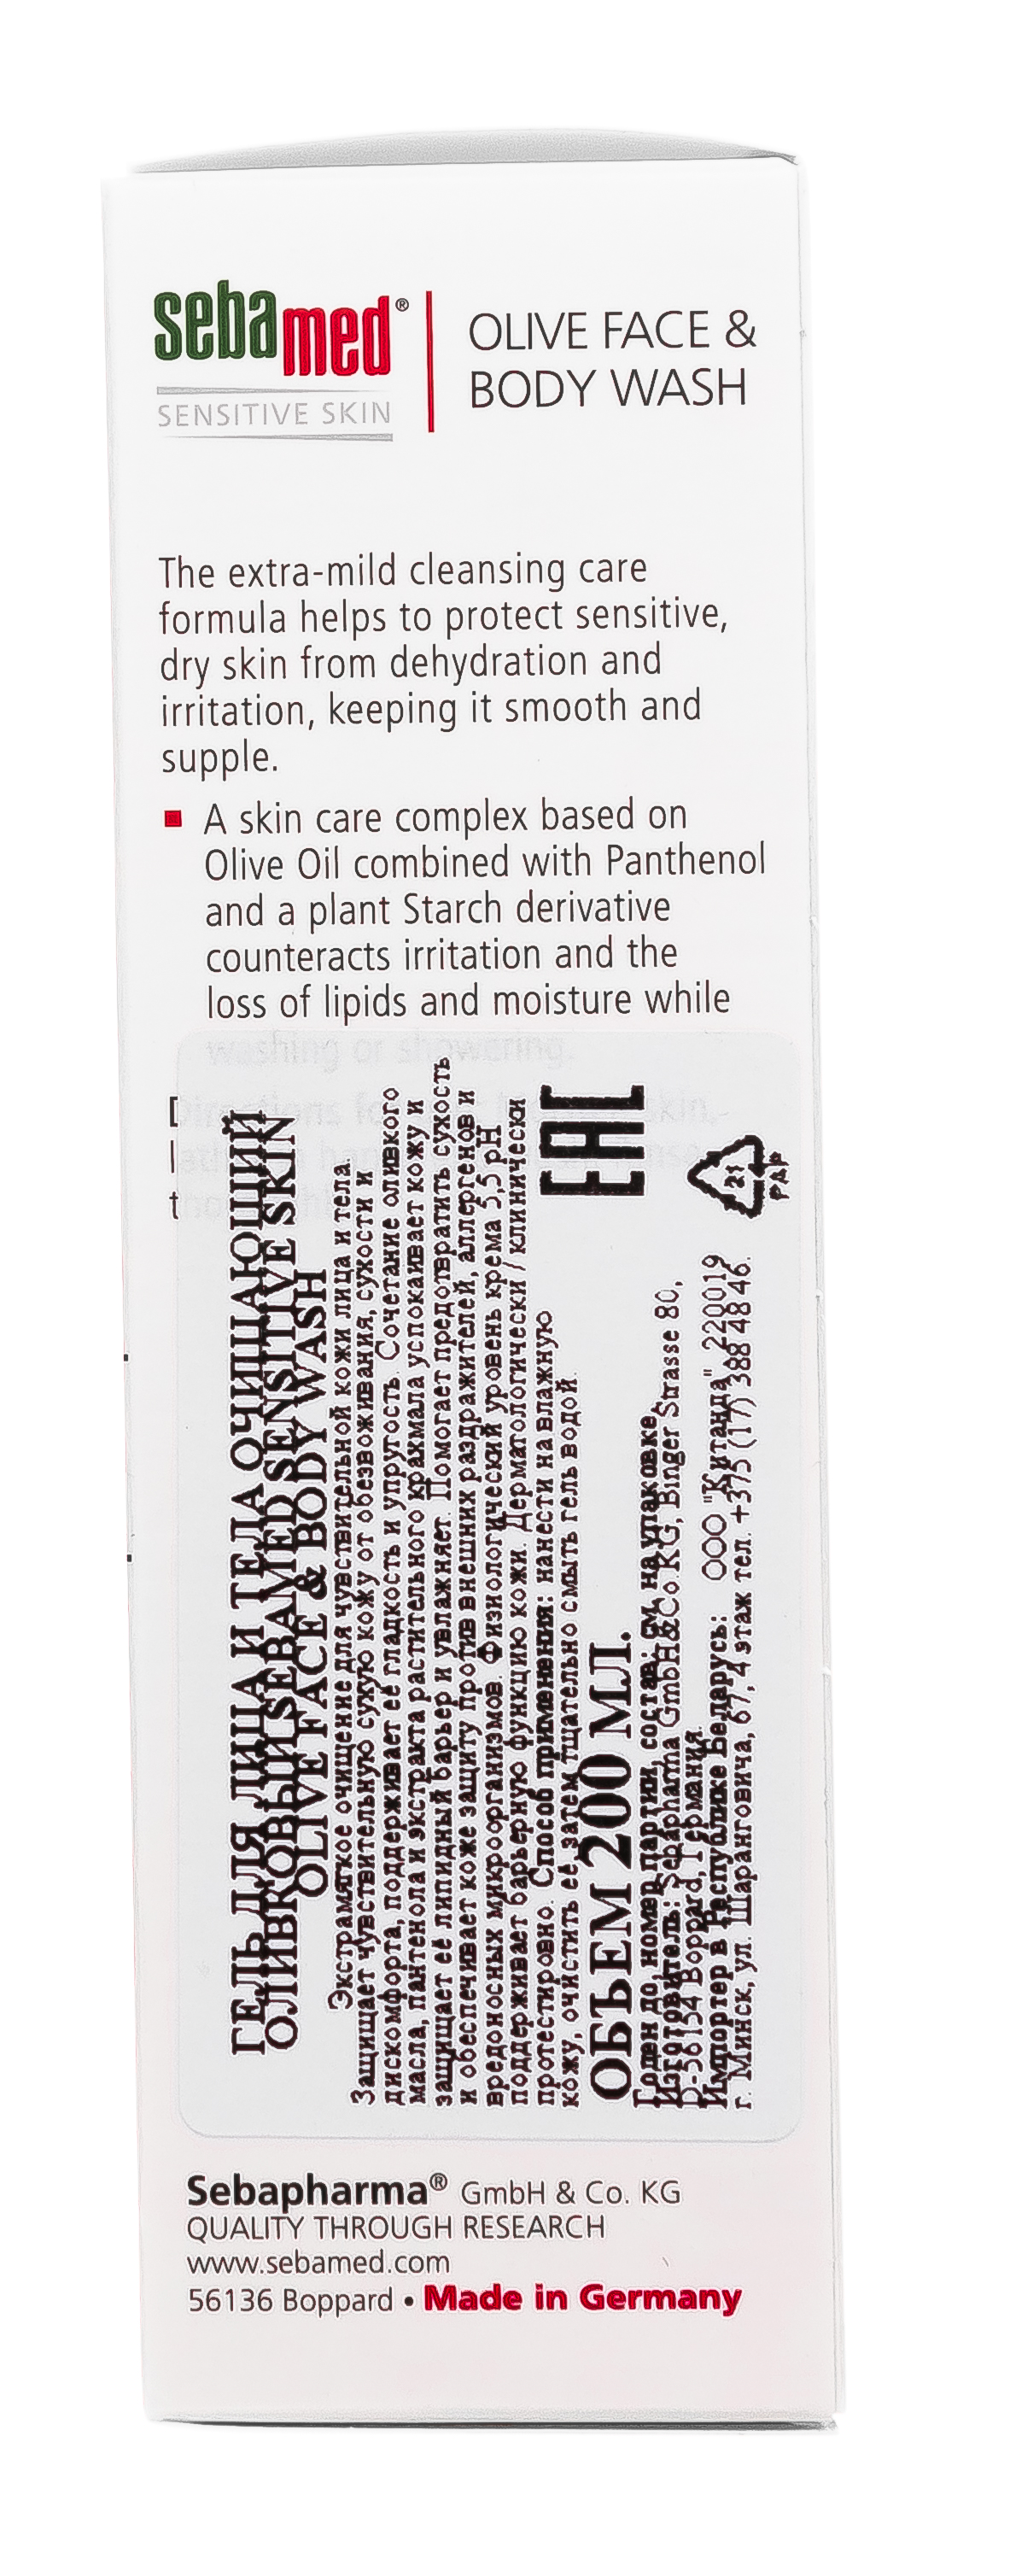 sebamed®
SENSITIVE SKIN
OLIVE FACE &
BODY WASH
The extra-mild cleansing care
formula helps to protect sensitive,
dry skin from dehydration and
irritation, keeping it smooth and
supple.
A skin care complex based on
Olive Oil combined with Panthenol
and a plant Starch derivative
counteracts irritation and the
loss of lipids and moisture while
washing or showering.
ГЕЛЬ ДЛЯ ЛИЦА И ТЕЛА ОЧИЩАЮЩИЙ
ОЛИВКОВЫЙ SEBAMED SENSITIVE SKIN
OLIVE FACE & BODY WASH
Экстрамягкое очищение для чувствительной кожи лица и тела
Защищает чувствительную сухую кожу от обезвоживания, сухости и
дискомфорта, поддерживает её гладкость и упругость. Сочетание оливкого
масла, пантенола и экстракта растительного крахмала успокаивает кожу и
защищает её липидный барьер и увлажняет. Помогает предотвратить сухость
и обеспечивает коже защиту против внешних раздражителей, аллергенов и
вредоносных микроорганизмов. Физиологический уровень крема 5,5 pH
поддерживает барьерную функцию кожи. Дерматологически / клинически
протестировно. Способ применения: нанести на влажную
кожу, очистить её, затем тщательно смыть гель водой.
ОБЪЕМ 200 МЛ.
Годен до, номер партии, состав: см. на упаковке.
Изготовитель: Sebapharma GmbH&Co.KG, Binger Strasse 80,
D-56154 Boppard, Германия
Импортер в Республике Беларусь: ООО "Китанда", 220019
г. Минск, ул. Шаранговича, 67, 4 этаж тел. +375 (17) 388 48 46.
EAC
21
PAP
Sebapharma® GmbH & Co. KG
QUALITY THROUGH RESEARCH
www.sebamed.com
56136 Boppard • Made in Germany